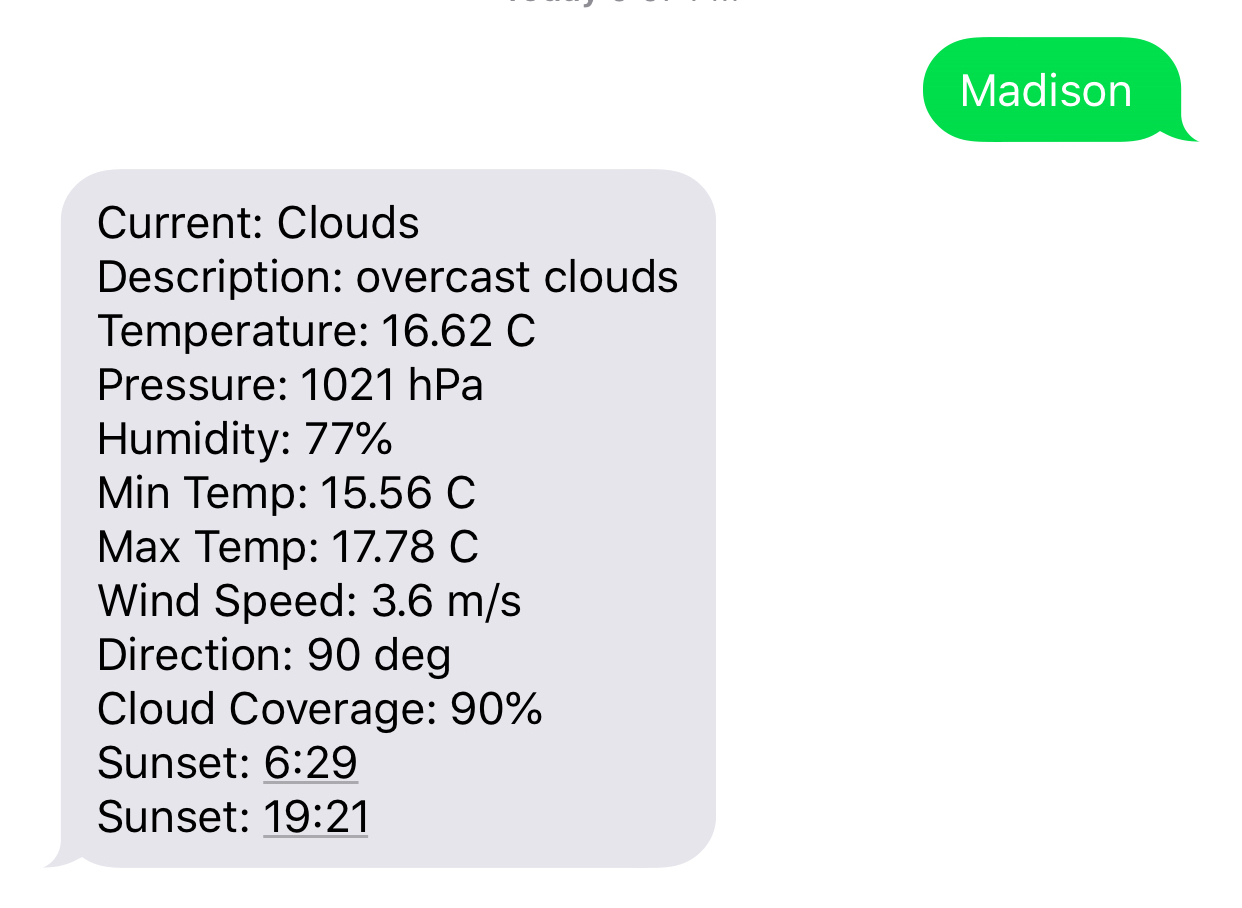 Madison
Current: Clouds
Description: overcast clouds
Temperature: 16.62 C
Pressure: 1021 hPa
Humidity: 77%
Min Temp: 15.56 C
Max Temp: 17.78 C
Wind Speed: 3.6 m/s
Direction: 90 deg
Cloud Coverage: 90%
Sunset: 6:29
Sunset: 19:21